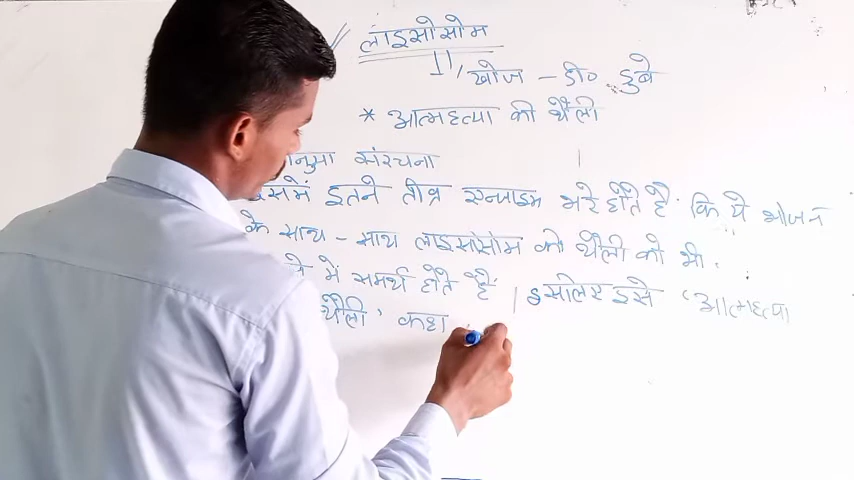 लाइसोसोम
खोज - डी० डुबे
* आत्महत्या की थैली
नुमा संरचना
समें इतने तीव्र एन्जाइम भरे होते है कि ये भोजन
के साथ - साथ लाइसोसोम की थैली को भी
में समर्थ होते है | इसलिए इसे 'आत्महत्या
थैली' कहा